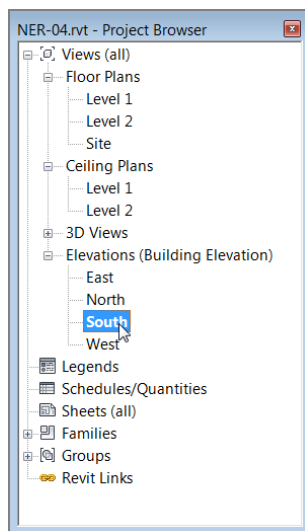 NER-04.rvt - Project Browser
Views (all)
Floor Plans
Level 1
Level 2
Site
Ceiling Plans
Level 1
Level 2
3D Views
Elevations (Building Elevation)
East
North
South
West
Legends
Schedules/Quantities
Sheets (all)
Families
Groups
Revit Links